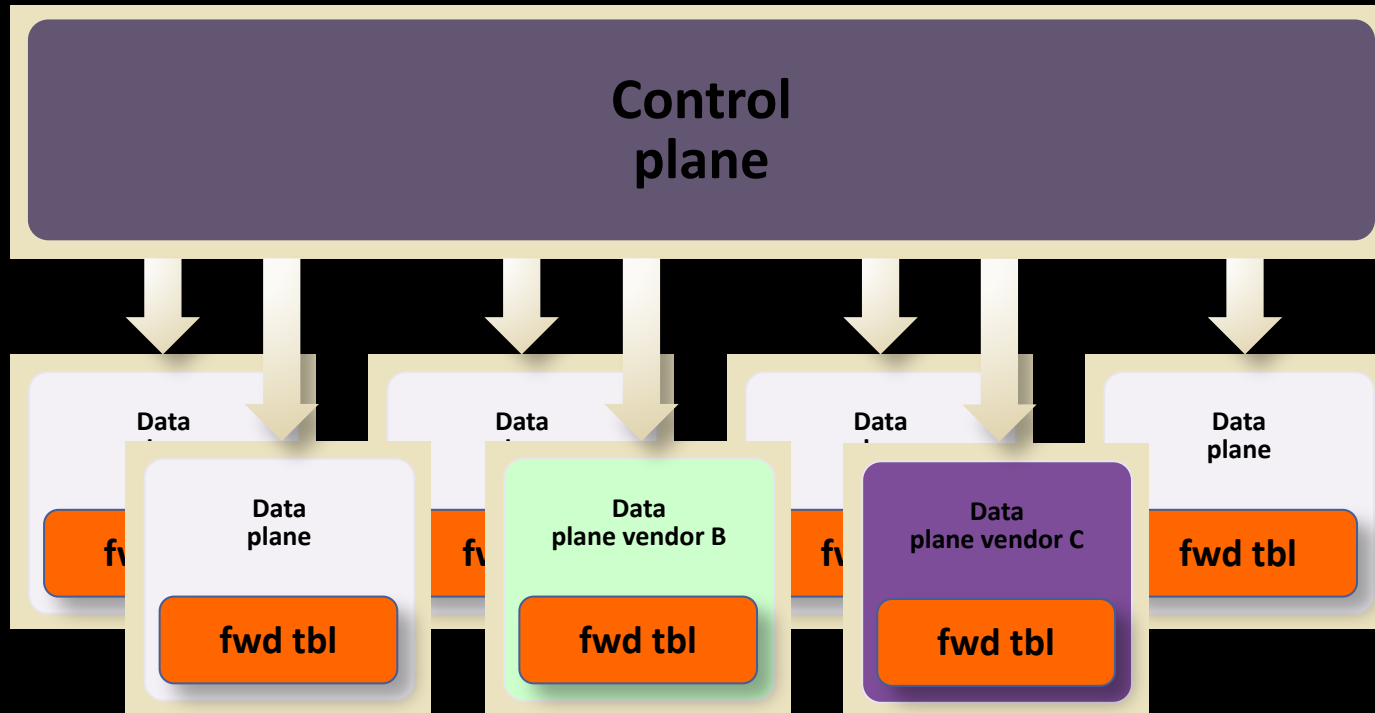 Control
plane
Data
Data
Data
Data
plane
Data
plane
Data
plane vendor B
Data
plane vendor C
fwd tbl
fwd tbl
fwd tbl
fwd tbl